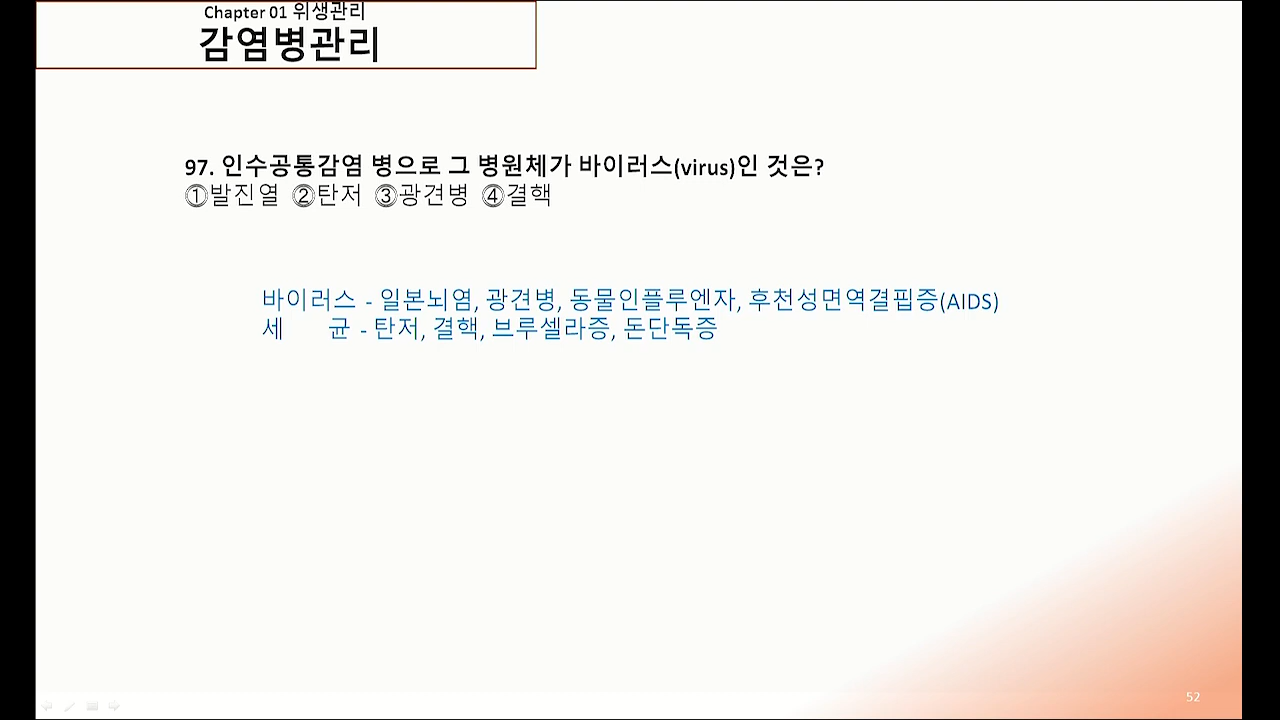 Chapter 01 위생관리
감염병관리
97. 인수공통감염 병으로 그 병원체가 바이러스(virus)인 것은?
①발진열 ②탄저 ③광견병 ④결핵
바이러스 - 일본뇌염, 광견병, 동물인플루엔자, 후천성면역결핍증(AIDS)
세 균 - 탄저, 결핵, 브루셀라증, 돈단독증
52